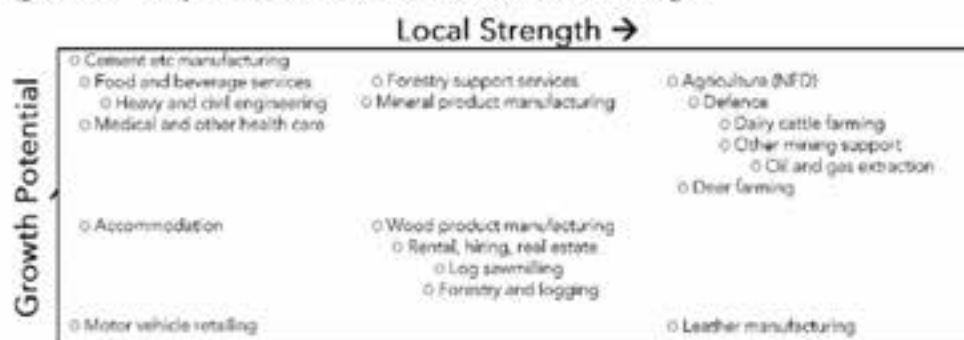 Local Strength →
Growth Potential
○ Cement etc manufacturing
○ Food and beverage services
○ Heavy and civil engineering
○ Medical and other health care
○ Forestry support services
○ Mineral product manufacturing
○ Agriculture (NFD)
○ Defence
○ Dairy cattle farming
○ Other mining support
○ Oil and gas extraction
○ Deer farming
○ Accommodation
○ Wood product manufacturing
○ Rental, hiring, real estate
○ Log sawmilling
○ Forestry and logging
○ Motor vehicle retailing
○ Leather manufacturing